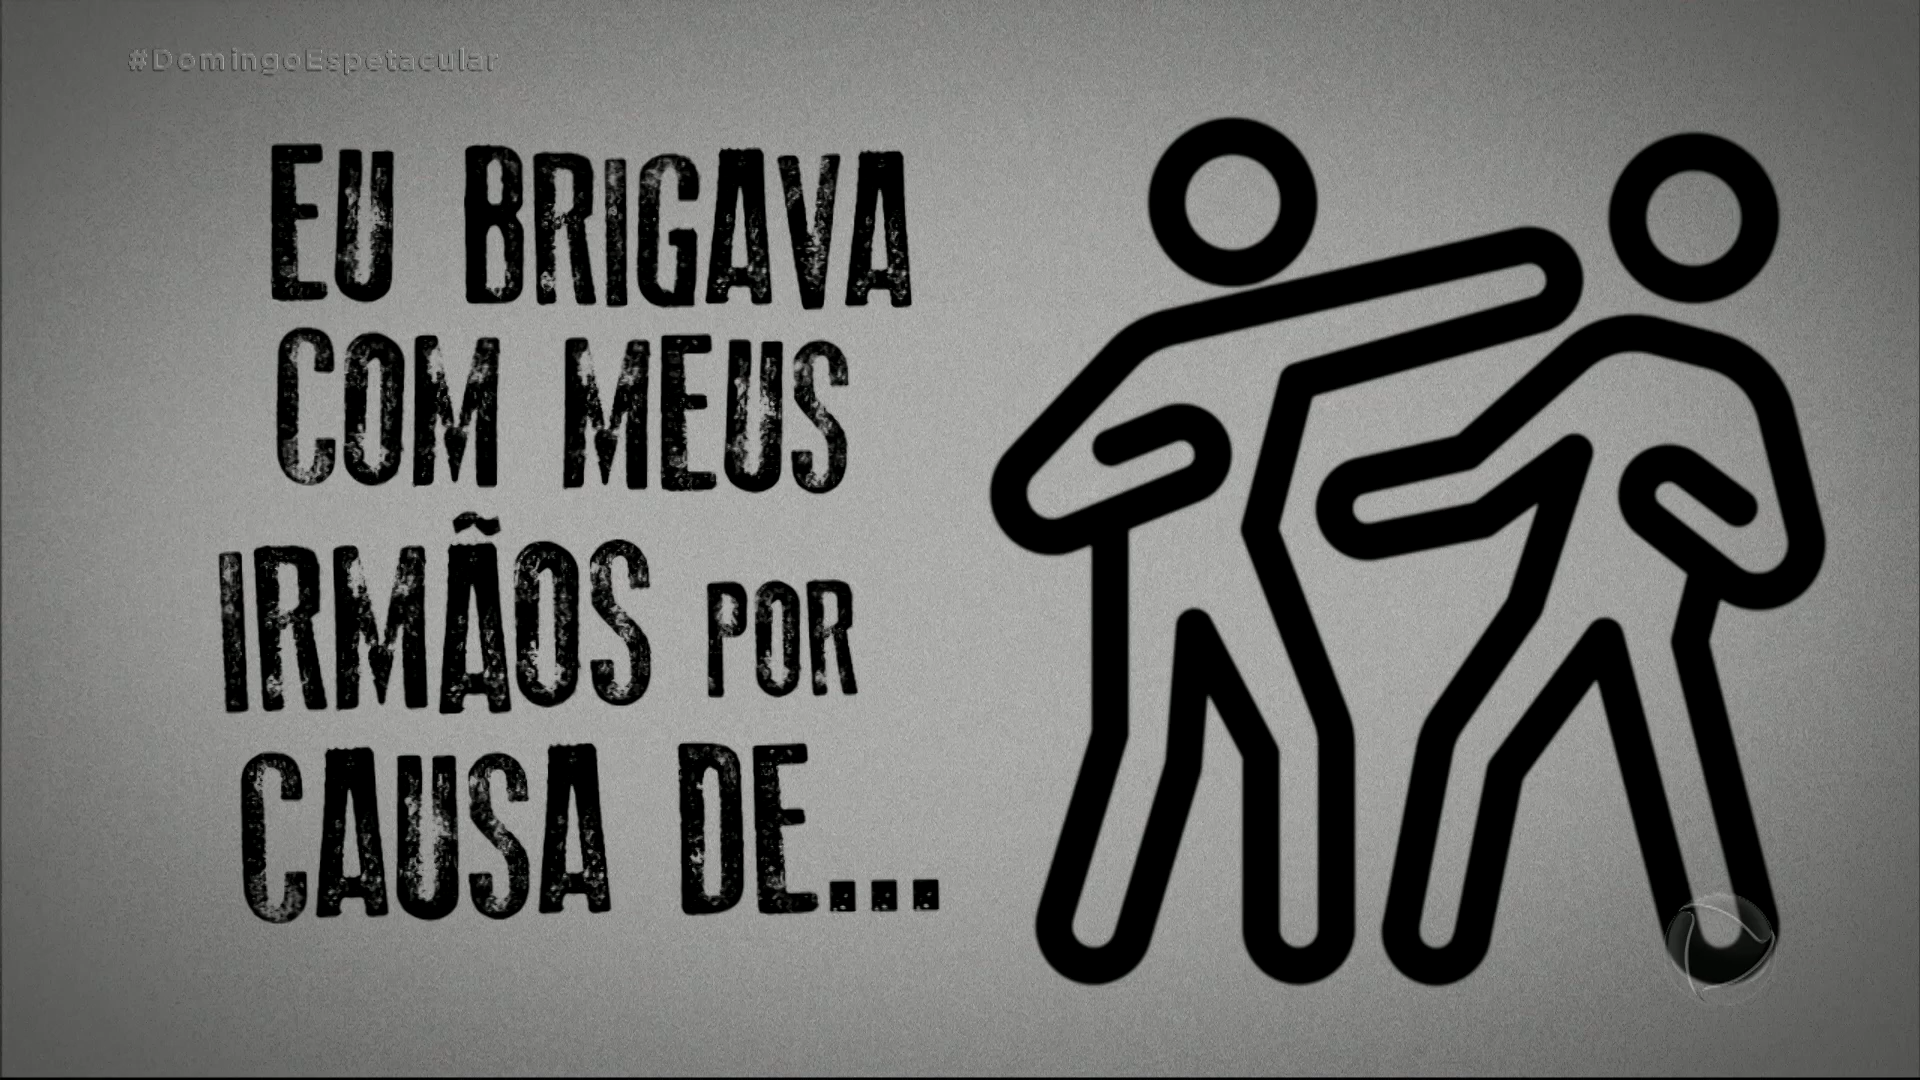 #DomingoEspetacular
EU BRIGAVA
COM MEUS
IRMÃOS POR
CAUSA DE...